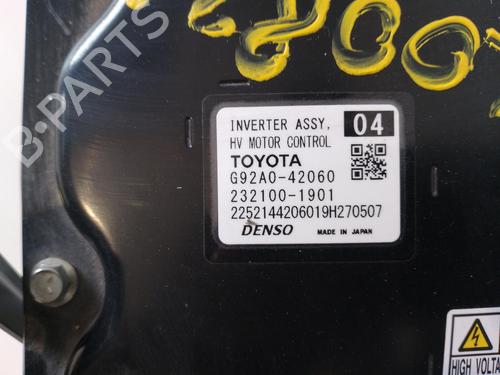 INVERTER ASSY, 04
HV MOTOR CONTROL
TOYOTA
G92A0-42060
232100-1901
2252144206019H270507
DENSO MADE IN JAPAN
HIGH VOLTA
B-PARTS